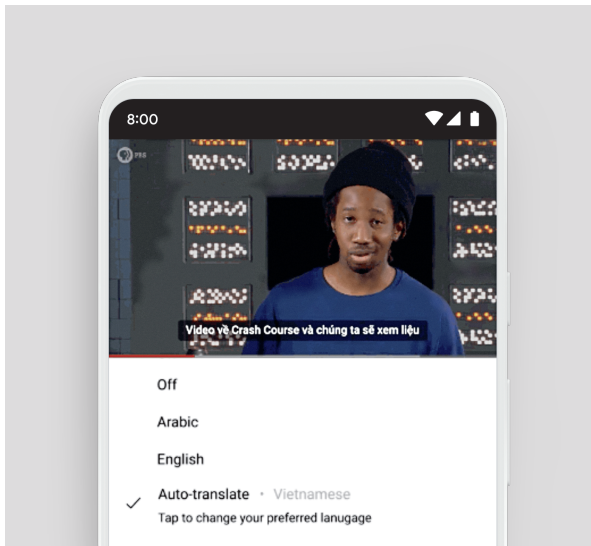 8:00
PBS
Video về Crash Course và chúng ta sẽ xem liệu
Off
Arabic
English
Auto-translate • Vietnamese
Tap to change your preferred lanugage